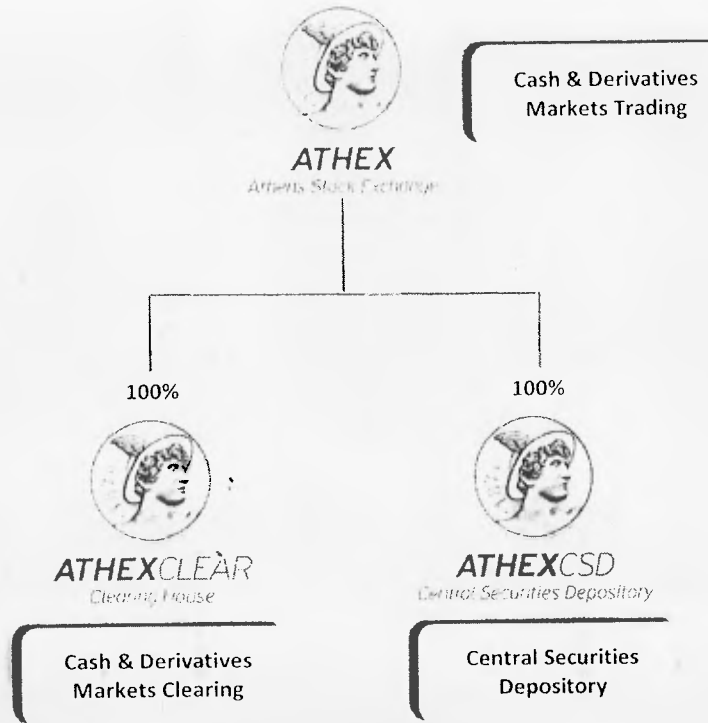 Cash & Derivatives
Markets Trading
ATHEX
Athens Stock Exchange
100%
100%
ATHEXCLEAR
Clearing House
ATHEXCSD
Central Securities Depository
Cash & Derivatives
Markets Clearing
Central Securities
Depository